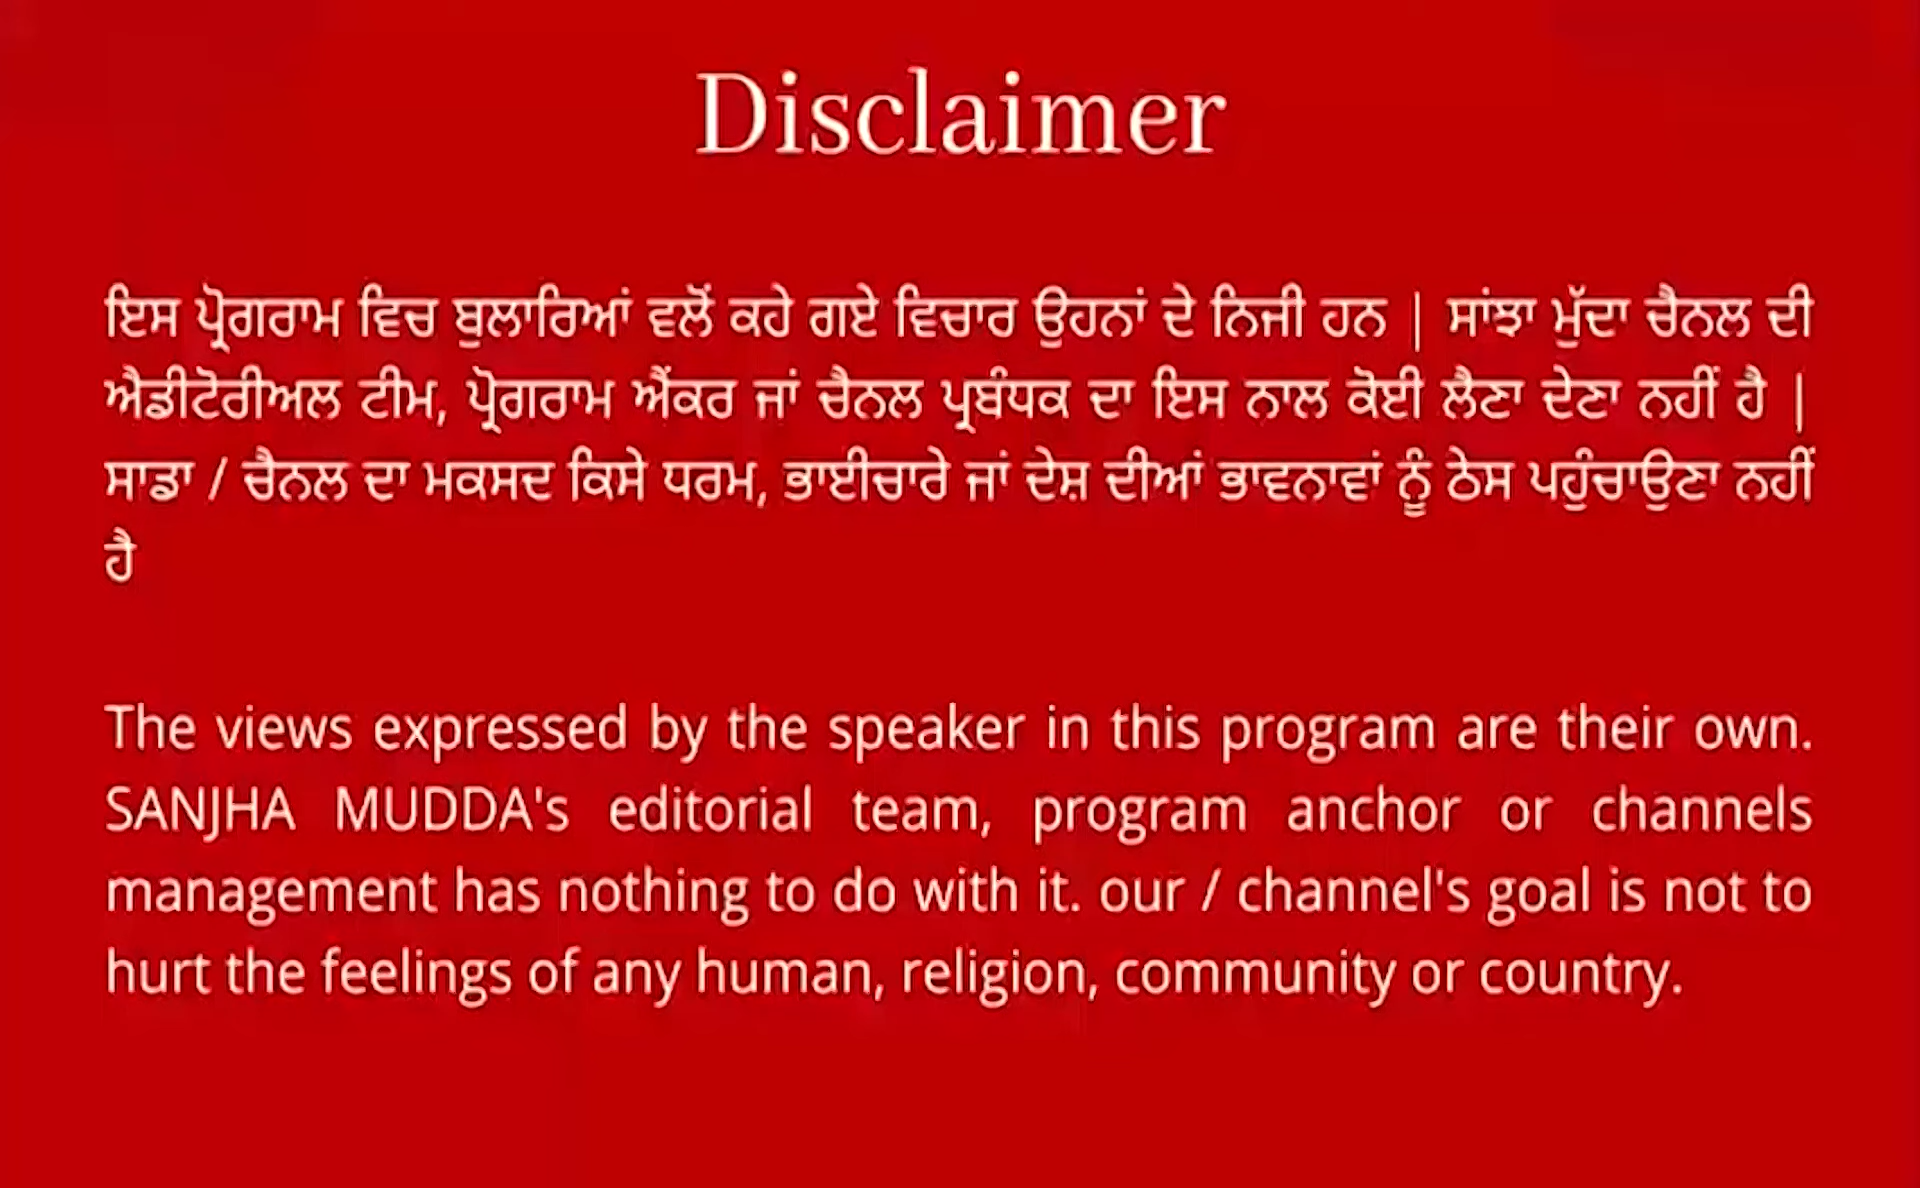 Disclaimer
ਇਸ ਪ੍ਰੋਗਰਾਮ ਵਿਚ ਬੁਲਾਰਿਆਂ ਵਲੋਂ ਕਹੇ ਗਏ ਵਿਚਾਰ ਉਹਨਾਂ ਦੇ ਨਿਜੀ ਹਨ | ਸਾਂਝਾ ਮੁੱਦਾ ਚੈਨਲ ਦੀ
ਐਡੀਟੋਰੀਅਲ ਟੀਮ, ਪ੍ਰੋਗਰਾਮ ਐਂਕਰ ਜਾਂ ਚੈਨਲ ਪ੍ਰਬੰਧਕ ਦਾ ਇਸ ਨਾਲ ਕੋਈ ਲੈਣਾ ਦੇਣਾ ਨਹੀਂ ਹੈ |
ਸਾਡਾ / ਚੈਨਲ ਦਾ ਮਕਸਦ ਕਿਸੇ ਧਰਮ, ਭਾਈਚਾਰੇ ਜਾਂ ਦੇਸ਼ ਦੀਆਂ ਭਾਵਨਾਵਾਂ ਨੂੰ ਠੇਸ ਪਹੁੰਚਾਉਣਾ ਨਹੀਂ
ਹੈ
The views expressed by the speaker in this program are their own.
SANJHA MUDDA's editorial team, program anchor or channels
management has nothing to do with it. our / channel's goal is not to
hurt the feelings of any human, religion, community or country.